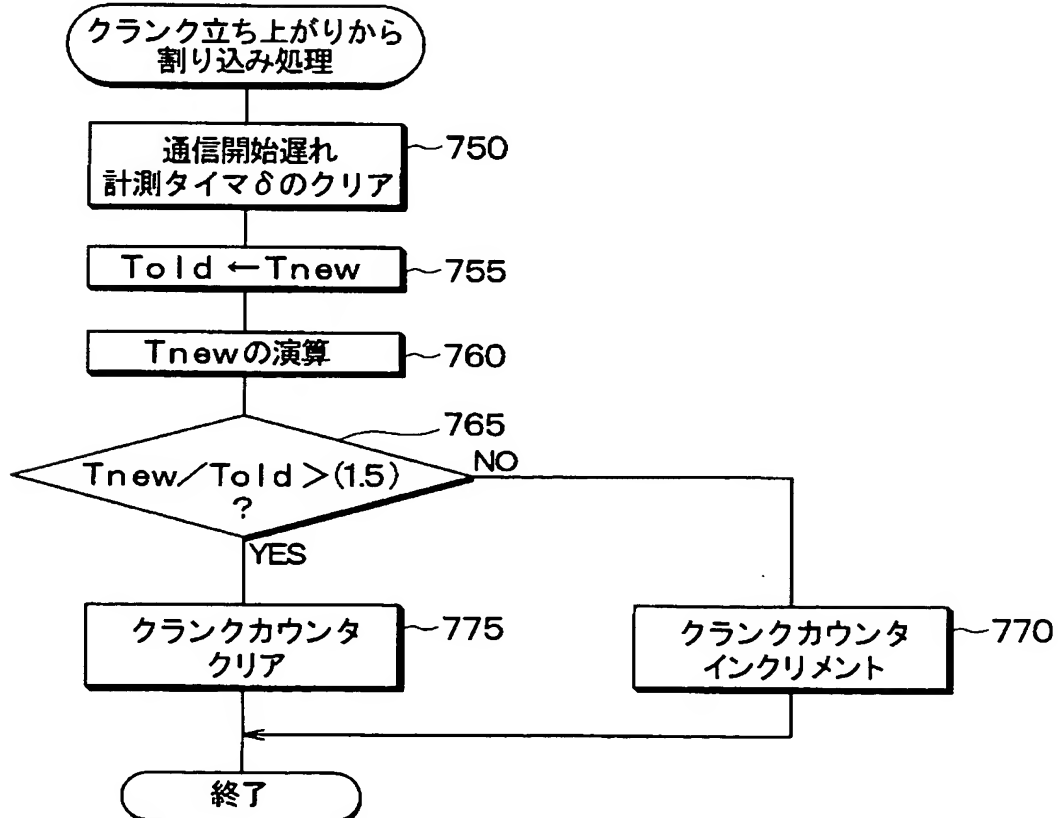 クランク立ち上がりから
割り込み処理
通信開始遅れ
計測タイマδのクリア
750
Told←Tnew
755
Tnewの演算
760
765
Tnew/Told>(1.5)
?
NO
YES
クランクカウンタ
クリア
775
クランクカウンタ
インクリメント
770
終了